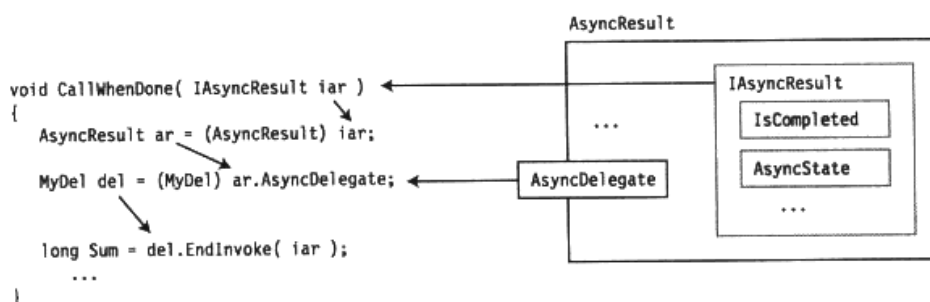 AsyncResult
void CallWhenDone( IAsyncResult iar )
{
AsyncResult ar = (AsyncResult) iar;
MyDel del = (MyDel) ar.AsyncDelegate;
long Sum = del.EndInvoke( iar );
...
}
...
AsyncDelegate
IAsyncResult
IsCompleted
AsyncState
...